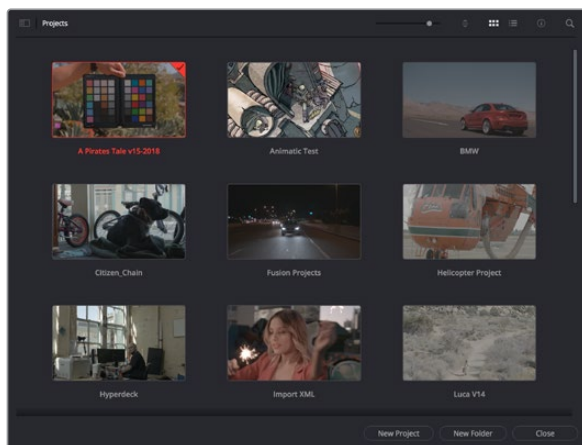 Projects
A Pirates Tale v15-2018
Animatic Test
BMW
Citizen_Chain
Fusion Projects
Helicopter Project
Hyperdeck
Import XML
Luca V14
New Project
New Folder
Close